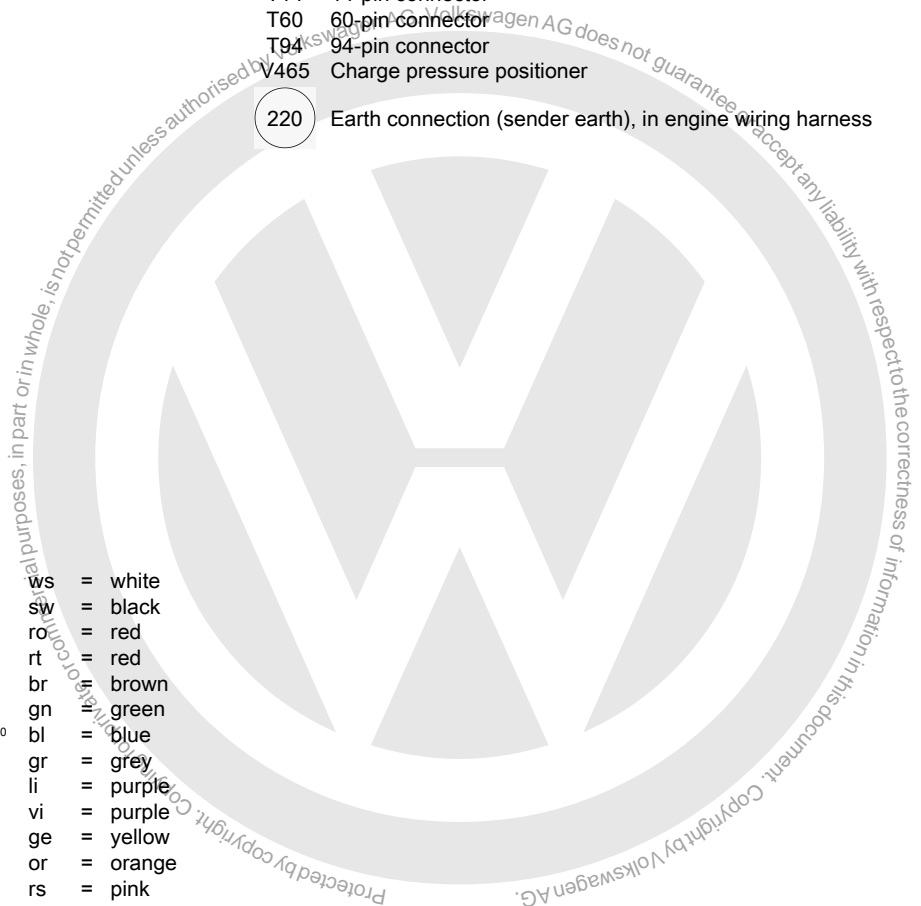 T60 60-pin connector
T94 94-pin connector
V465 Charge pressure positioner
220 Earth connection (sender earth), in engine wiring harness
ws = white
sw = black
ro = red
rt = red
br = brown
gn = green
bl = blue
gr = grey
li = purple
vi = purple
ge = yellow
or = orange
rs = pink
Protected by copyright. Copying for private or commercial purposes, in part or in whole, is not permitted unless authorised by Volkswagen AG. Volkswagen AG does not guarantee or accept any liability with respect to the correctness of information in this document. Copyright by Volkswagen AG.